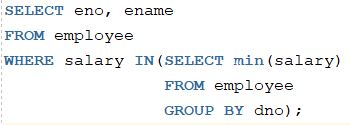 SELECT eno, ename
FROM employee
WHERE salary IN(SELECT min(salary)
FROM employee
GROUP BY dno);